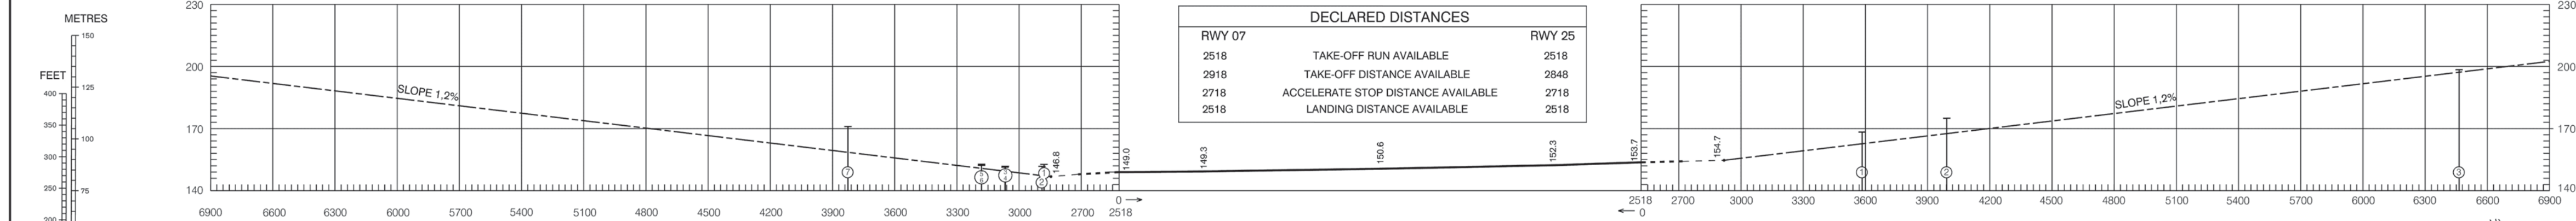 230
METRES
150
200
FEET
125
400
350
170
100
300
250
140
75
200
SLOPE 1,2%
7
1
2
146.8
6900 6600 6300 6000 5700 5400 5100 4800 4500 4200 3900 3600 3300 3000 2700 2518
DECLARED DISTANCES
RWY 07 RWY 25
2518 TAKE-OFF RUN AVAILABLE 2518
2918 TAKE-OFF DISTANCE AVAILABLE 2848
2718 ACCELERATE STOP DISTANCE AVAILABLE 2718
2518 LANDING DISTANCE AVAILABLE 2518
149.0 149.3 150.6 152.3 153.7
0
0
154.7
SLOPE 1,2%
1 2 3
2518 2700 3000 3300 3600 3900 4200 4500 4800 5100 5400 5700 6000 6300 6600 6900
230
200
170
140